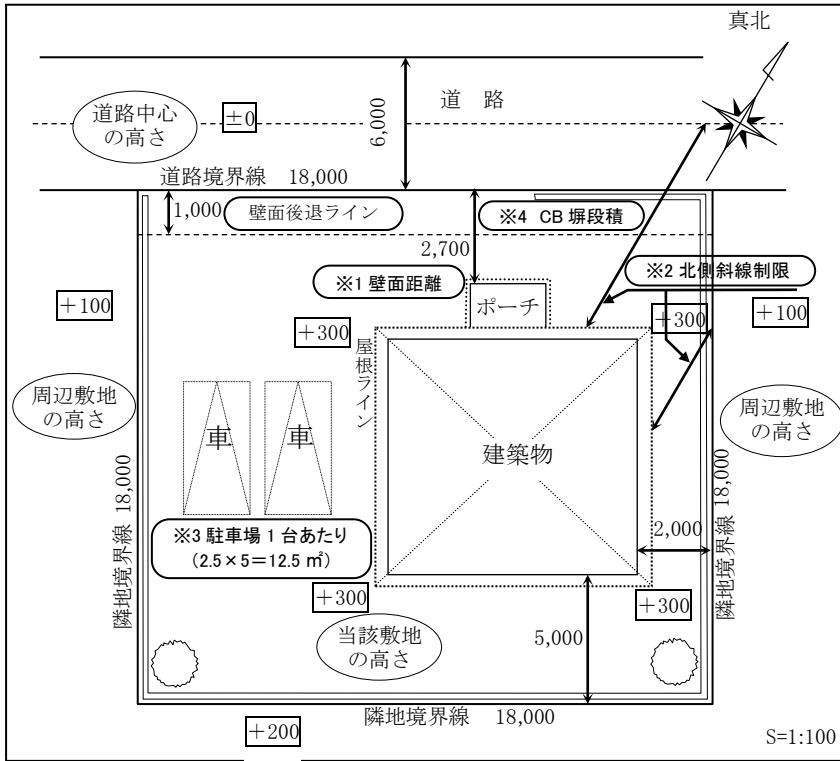 真北
道路中心
の高さ
±0
6,000
道 路
道路境界線 18,000
1,000
壁面後退ライン
※4 CB 塀段積
2,700
※1 壁面距離
※2 北側斜線制限
+100
+300
ポーチ
+300
+100
屋根ライン
周辺敷地
の高さ
車
車
建築物
周辺敷地
の高さ
隣地境界線 18,000
※3 駐車場 1 台あたり
(2.5×5=12.5 ㎡)
2,000
隣地境界線 18,000
+300
+300
当該敷地
の高さ
5,000
隣地境界線 18,000
+200
S=1:100